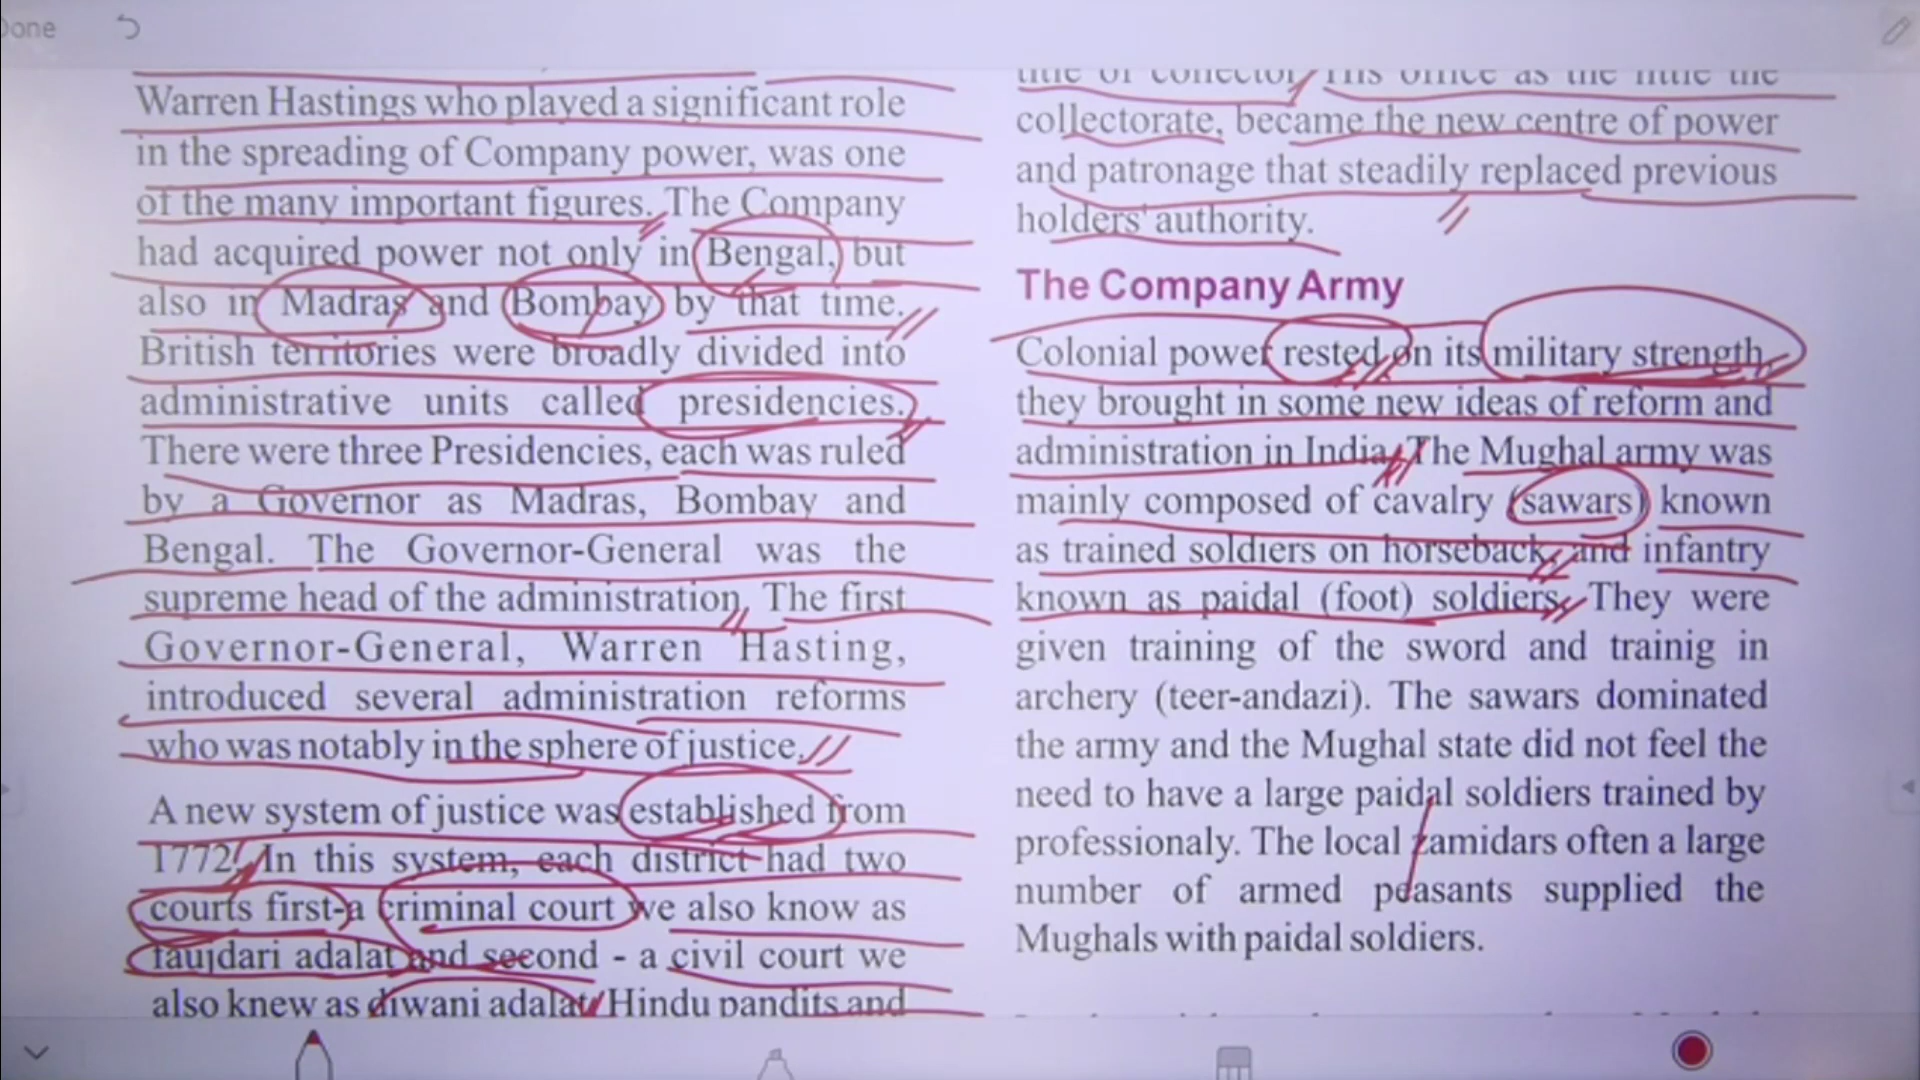 Done
Warren Hastings who played a significant role
in the spreading of Company power, was one
of the many important figures. The Company
had acquired power not only in Bengal, but
also in Madras and Bombay by that time.
British territories were broadly divided into
administrative units called presidencies.
There were three Presidencies, each was ruled
by a Governor as Madras, Bombay and
Bengal. The Governor-General was the
supreme head of the administration. The first
Governor-General, Warren Hasting,
introduced several administration reforms
who was notably in the sphere of justice.
A new system of justice was established from
1772. In this system, each district had two
courts first-a criminal court we also know as
faujdari adalat and second - a civil court we
also knew as diwani adalat. Hindu pandits and
title of collector. His office as the little the
collectorate, became the new centre of power
and patronage that steadily replaced previous
holders' authority.
The Company Army
Colonial power rested on its military strength,
they brought in some new ideas of reform and
administration in India. The Mughal army was
mainly composed of cavalry (sawars) known
as trained soldiers on horseback, and infantry
known as paidal (foot) soldiers. They were
given training of the sword and trainig in
archery (teer-andazi). The sawars dominated
the army and the Mughal state did not feel the
need to have a large paidal soldiers trained by
professionaly. The local zamidars often a large
number of armed peasants supplied the
Mughals with paidal soldiers.